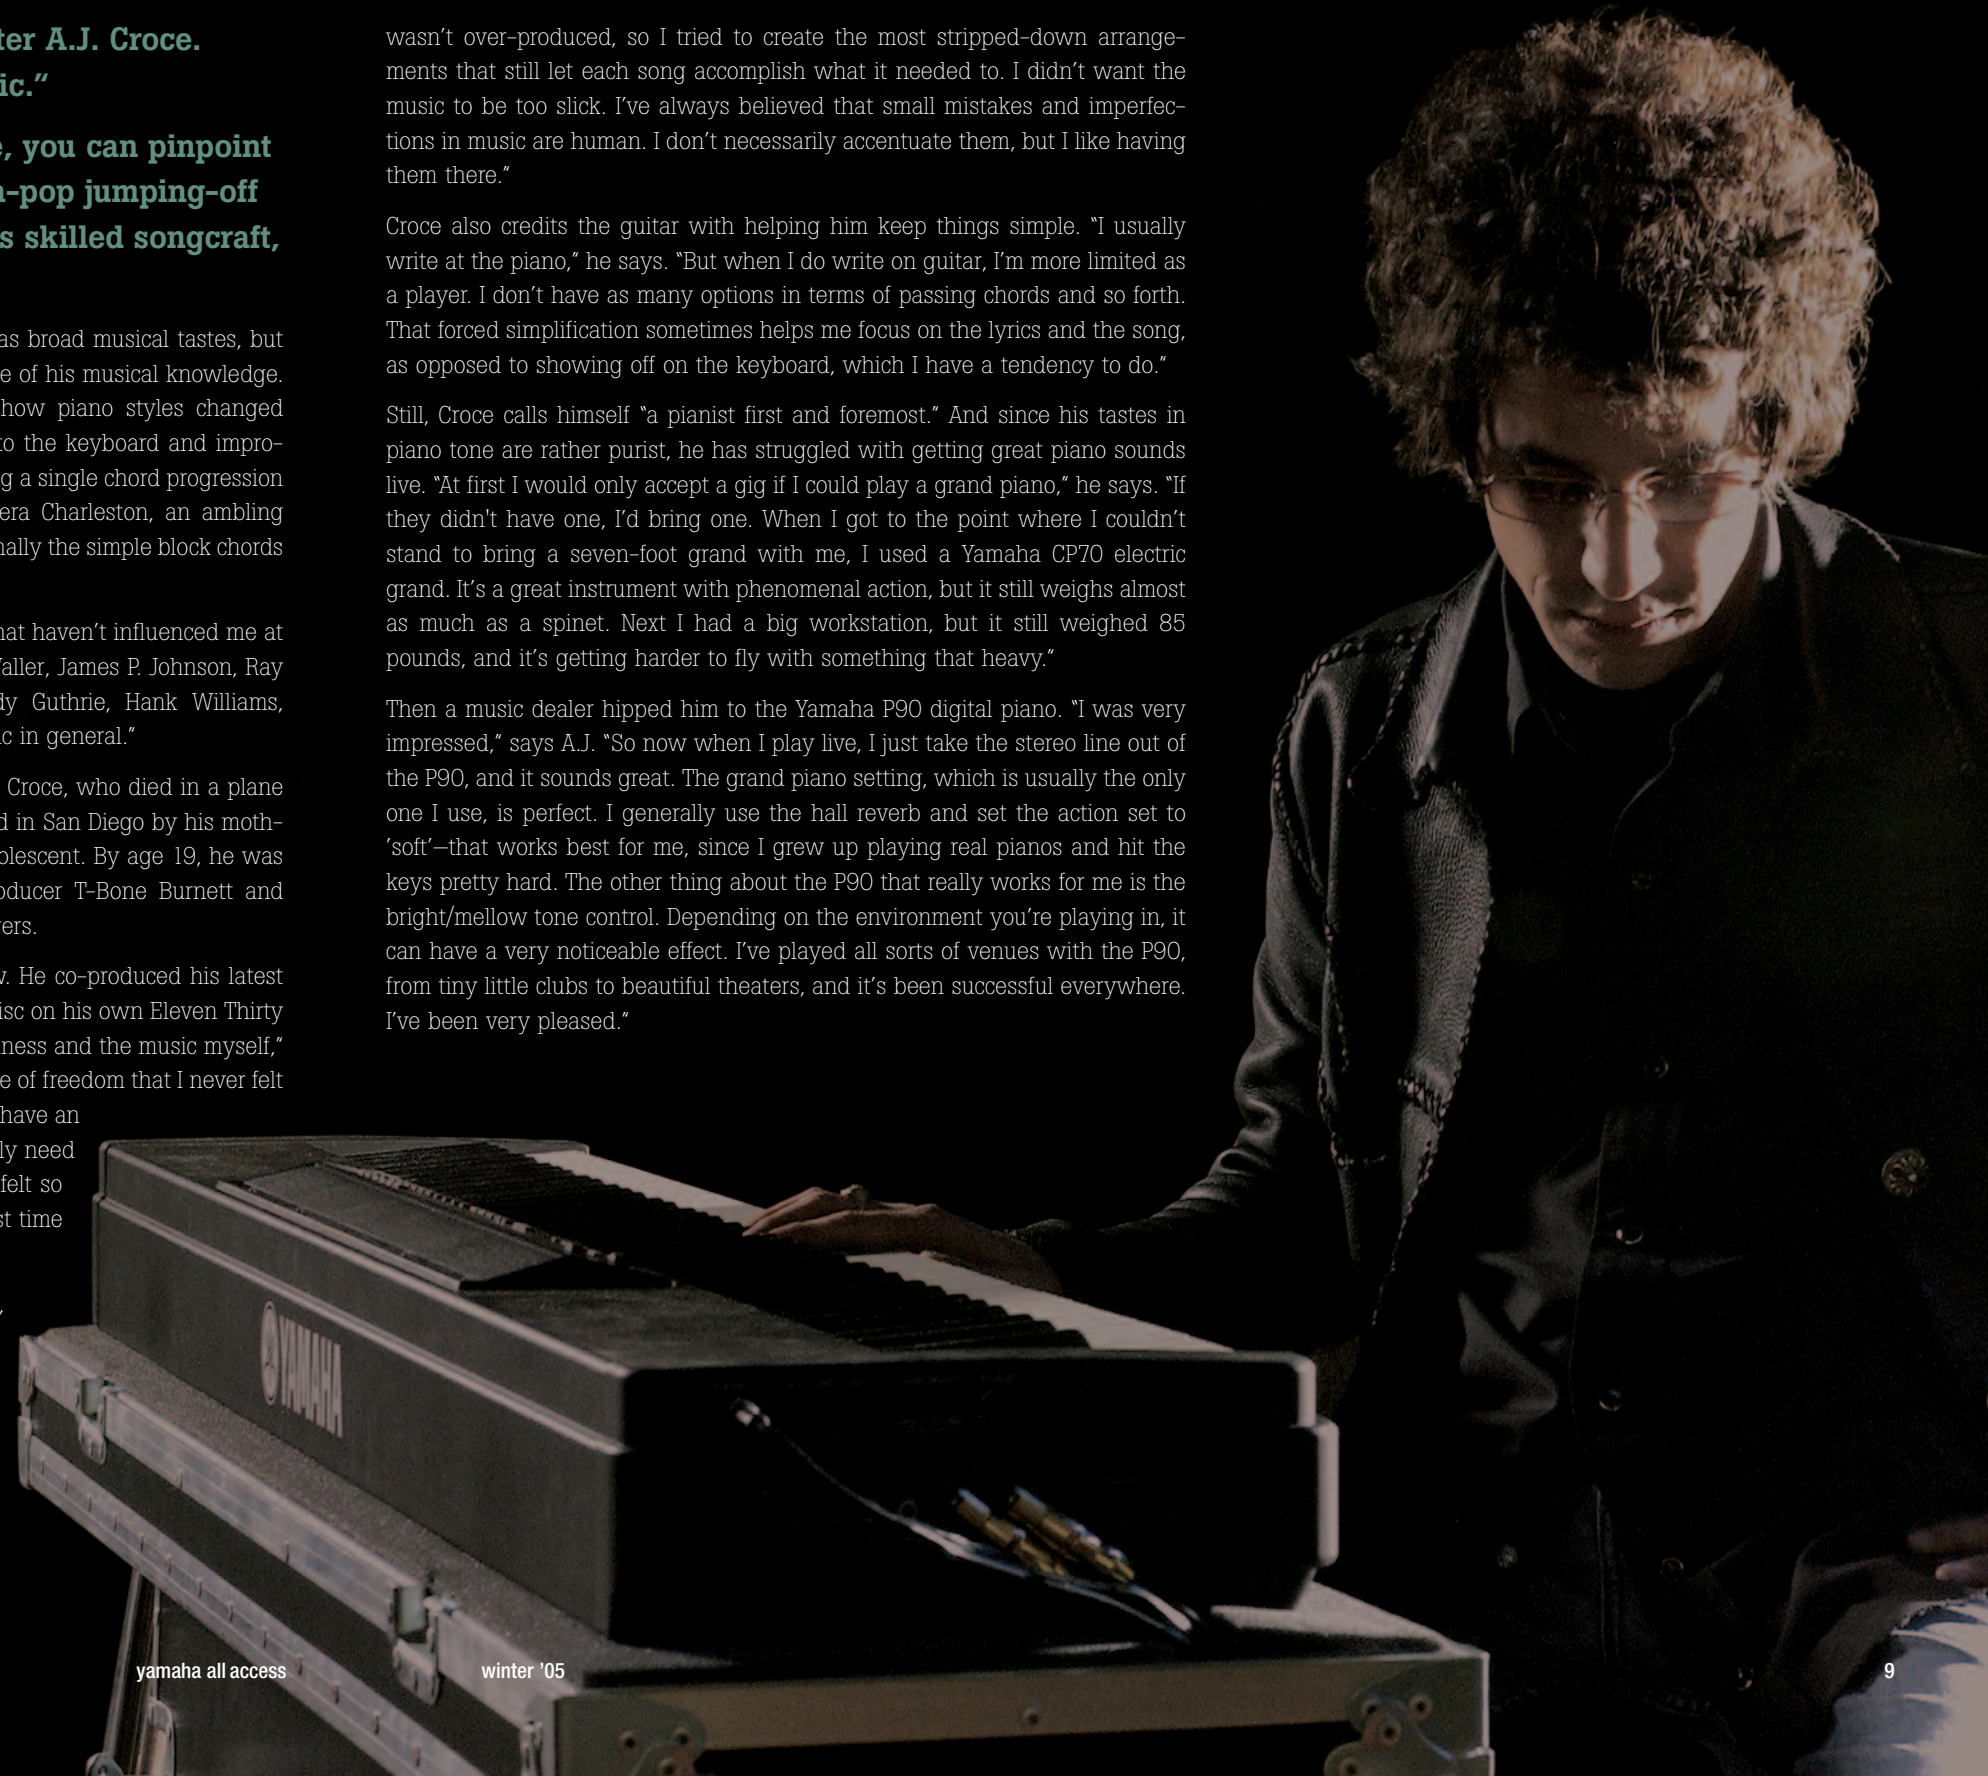 ter A.J. Croce.
ic.”
e, you can pinpoint
-pop jumping-off
s skilled songcraft,
as broad musical tastes, but
e of his musical knowledge.
how piano styles changed
to the keyboard and impro-
g a single chord progression
era Charleston, an ambling
nally the simple block chords
hat haven’t influenced me at
Waller, James P. Johnson, Ray
dy Guthrie, Hank Williams,
ic in general.”
Croce, who died in a plane
d in San Diego by his moth-
olescent. By age 19, he was
oducer T-Bone Burnett and
ers.
w. He co-produced his latest
isc on his own Eleven Thirty
ness and the music myself,”
e of freedom that I never felt
have an
ly need
felt so
st time
wasn’t over-produced, so I tried to create the most stripped-down arrange-
ments that still let each song accomplish what it needed to. I didn’t want the
music to be too slick. I’ve always believed that small mistakes and imperfec-
tions in music are human. I don’t necessarily accentuate them, but I like having
them there.”
Croce also credits the guitar with helping him keep things simple. “I usually
write at the piano,” he says. “But when I do write on guitar, I’m more limited as
a player. I don’t have as many options in terms of passing chords and so forth.
That forced simplification sometimes helps me focus on the lyrics and the song,
as opposed to showing off on the keyboard, which I have a tendency to do.”
Still, Croce calls himself “a pianist first and foremost.” And since his tastes in
piano tone are rather purist, he has struggled with getting great piano sounds
live. “At first I would only accept a gig if I could play a grand piano,” he says. “If
they didn't have one, I’d bring one. When I got to the point where I couldn’t
stand to bring a seven-foot grand with me, I used a Yamaha CP70 electric
grand. It’s a great instrument with phenomenal action, but it still weighs almost
as much as a spinet. Next I had a big workstation, but it still weighed 85
pounds, and it’s getting harder to fly with something that heavy.”
Then a music dealer hipped him to the Yamaha P90 digital piano. “I was very
impressed,” says A.J. “So now when I play live, I just take the stereo line out of
the P90, and it sounds great. The grand piano setting, which is usually the only
one I use, is perfect. I generally use the hall reverb and set the action set to
’soft’—that works best for me, since I grew up playing real pianos and hit the
keys pretty hard. The other thing about the P90 that really works for me is the
bright/mellow tone control. Depending on the environment you’re playing in, it
can have a very noticeable effect. I’ve played all sorts of venues with the P90,
from tiny little clubs to beautiful theaters, and it’s been successful everywhere.
I’ve been very pleased.”
YAMAHA
yamaha all access
winter ’05
9